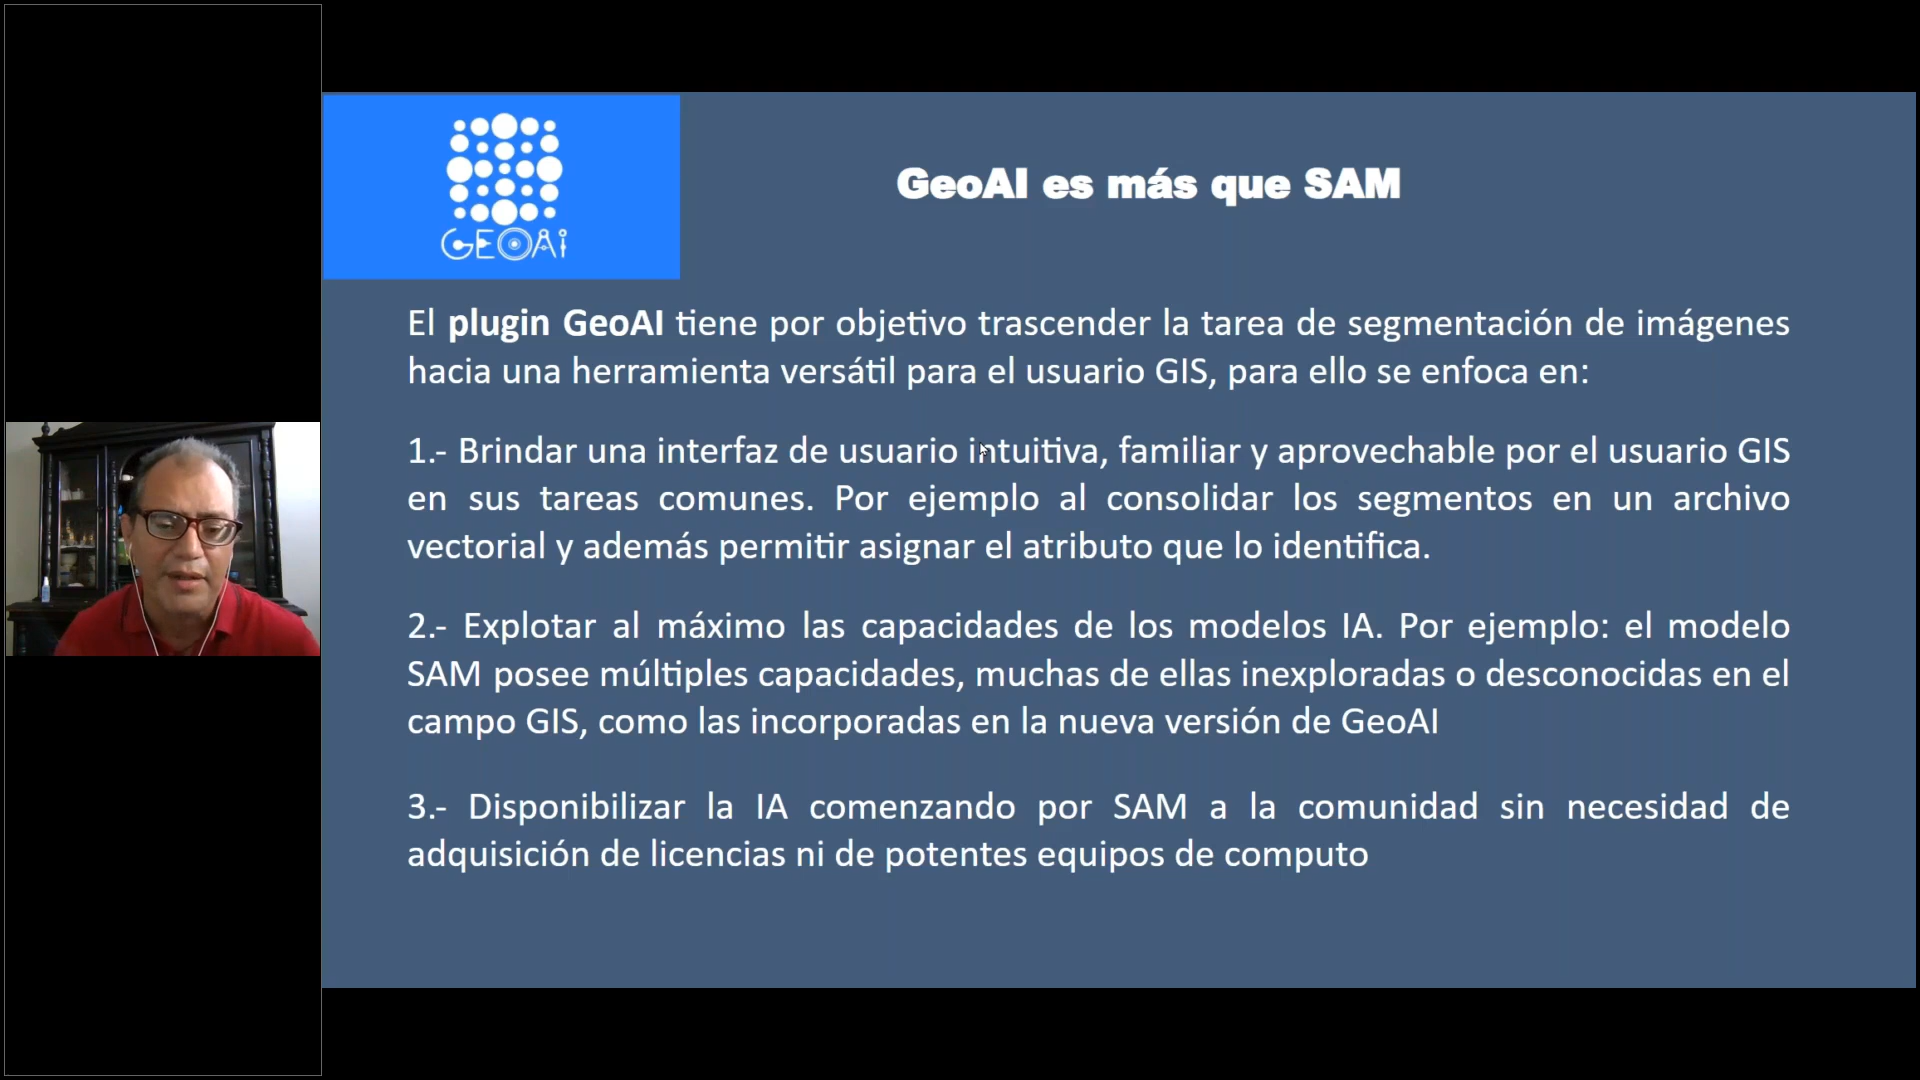 GEOAi
GeoAI es más que SAM
El plugin GeoAI tiene por objetivo trascender la tarea de segmentación de imágenes
hacia una herramienta versátil para el usuario GIS, para ello se enfoca en:
1.- Brindar una interfaz de usuario intuitiva, familiar y aprovechable por el usuario GIS
en sus tareas comunes. Por ejemplo al consolidar los segmentos en un archivo
vectorial y además permitir asignar el atributo que lo identifica.
2.- Explotar al máximo las capacidades de los modelos IA. Por ejemplo: el modelo
SAM posee múltiples capacidades, muchas de ellas inexploradas o desconocidas en el
campo GIS, como las incorporadas en la nueva versión de GeoAI
3.- Disponibilizar la IA comenzando por SAM a la comunidad sin necesidad de
adquisición de licencias ni de potentes equipos de computo